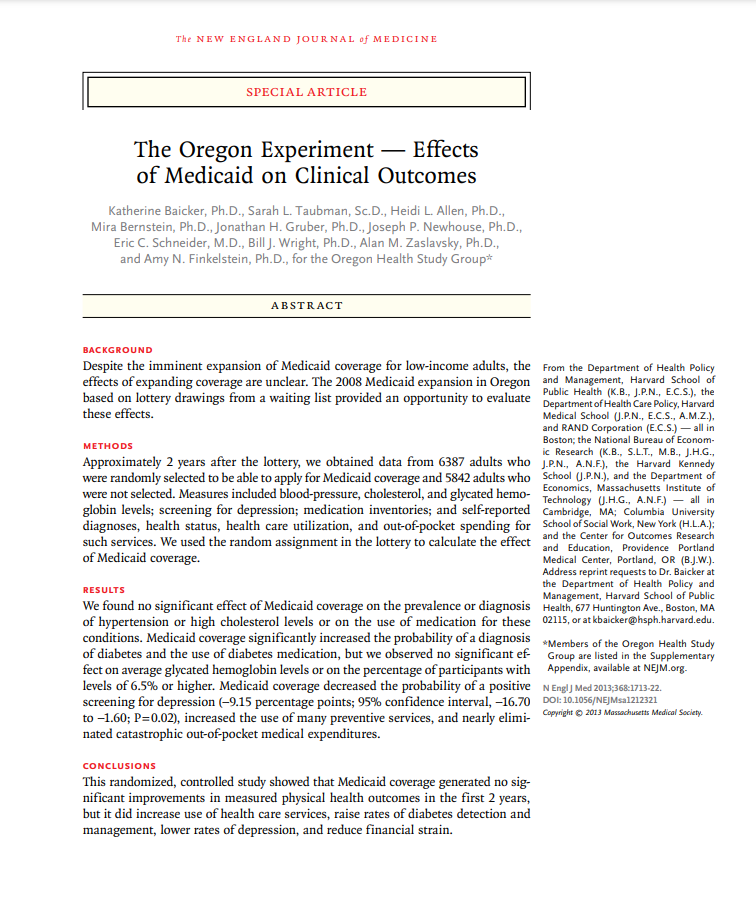 The NEW ENGLAND JOURNAL of MEDICINE
SPECIAL ARTICLE
The Oregon Experiment — Effects
of Medicaid on Clinical Outcomes
Katherine Baicker, Ph.D., Sarah L. Taubman, Sc.D., Heidi L. Allen, Ph.D.,
Mira Bernstein, Ph.D., Jonathan H. Gruber, Ph.D., Joseph P. Newhouse, Ph.D.,
Eric C. Schneider, M.D., Bill J. Wright, Ph.D., Alan M. Zaslavsky, Ph.D.,
and Amy N. Finkelstein, Ph.D., for the Oregon Health Study Group*
ABSTRACT
BACKGROUND
Despite the imminent expansion of Medicaid coverage for low-income adults, the
effects of expanding coverage are unclear. The 2008 Medicaid expansion in Oregon
based on lottery drawings from a waiting list provided an opportunity to evaluate
these effects.
METHODS
Approximately 2 years after the lottery, we obtained data from 6387 adults who
were randomly selected to be able to apply for Medicaid coverage and 5842 adults who
were not selected. Measures included blood-pressure, cholesterol, and glycated hemo-
globin levels; screening for depression; medication inventories; and self-reported
diagnoses, health status, health care utilization, and out-of-pocket spending for
such services. We used the random assignment in the lottery to calculate the effect
of Medicaid coverage.
RESULTS
We found no significant effect of Medicaid coverage on the prevalence or diagnosis
of hypertension or high cholesterol levels or on the use of medication for these
conditions. Medicaid coverage significantly increased the probability of a diagnosis
of diabetes and the use of diabetes medication, but we observed no significant ef-
fect on average glycated hemoglobin levels or on the percentage of participants with
levels of 6.5% or higher. Medicaid coverage decreased the probability of a positive
screening for depression (−9.15 percentage points; 95% confidence interval, −16.70
to −1.60; P=0.02), increased the use of many preventive services, and nearly elimi-
nated catastrophic out-of-pocket medical expenditures.
CONCLUSIONS
This randomized, controlled study showed that Medicaid coverage generated no sig-
nificant improvements in measured physical health outcomes in the first 2 years,
but it did increase use of health care services, raise rates of diabetes detection and
management, lower rates of depression, and reduce financial strain.
From the Department of Health Policy
and Management, Harvard School of
Public Health (K.B., J.P.N., E.C.S.), the
Department of Health Care Policy, Harvard
Medical School (J.P.N., E.C.S., A.M.Z.),
and RAND Corporation (E.C.S.) — all in
Boston; the National Bureau of Econom-
ic Research (K.B., S.L.T., M.B., J.H.G.,
J.P.N., A.N.F.), the Harvard Kennedy
School (J.P.N.), and the Department of
Economics, Massachusetts Institute of
Technology (J.H.G., A.N.F.) — all in
Cambridge, MA; Columbia University
School of Social Work, New York (H.L.A.);
and the Center for Outcomes Research
and Education, Providence Portland
Medical Center, Portland, OR (B.J.W.).
Address reprint requests to Dr. Baicker at
the Department of Health Policy and
Management, Harvard School of Public
Health, 677 Huntington Ave., Boston, MA
02115, or at kbaicker@hsph.harvard.edu.
*Members of the Oregon Health Study
Group are listed in the Supplementary
Appendix, available at NEJM.org.
N Engl J Med 2013;368:1713-22.
DOI: 10.1056/NEJMsa1212321
Copyright © 2013 Massachusetts Medical Society.